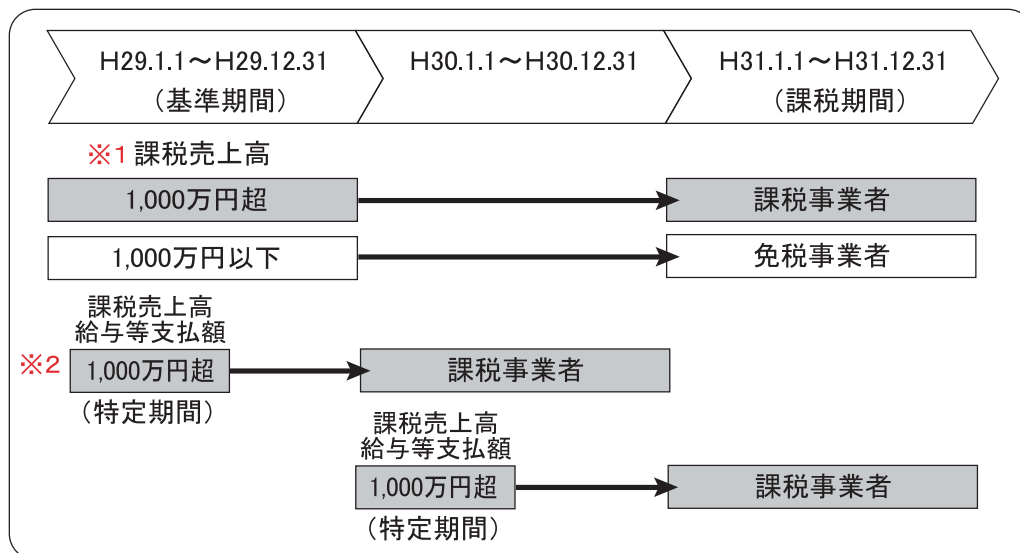 H29.1.1～H29.12.31
（基準期間）
H30.1.1～H30.12.31
H31.1.1～H31.12.31
（課税期間）
※1 課税売上高
1,000万円超
課税事業者
1,000万円以下
免税事業者
課税売上高
給与等支払額
※2
1,000万円超
課税事業者
（特定期間）
課税売上高
給与等支払額
1,000万円超
課税事業者
（特定期間）